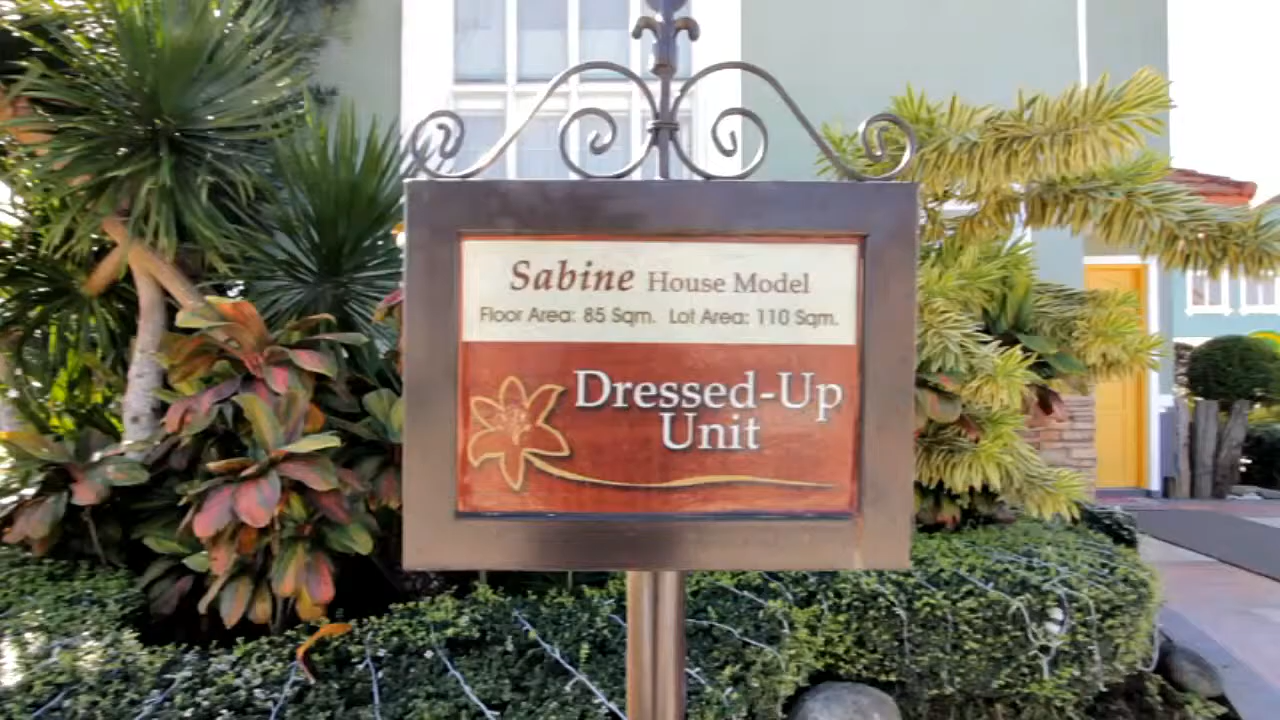 Sabine House Model
Floor Area: 85 Sqm. Lot Area: 110 Sqm.
Dressed-Up
Unit